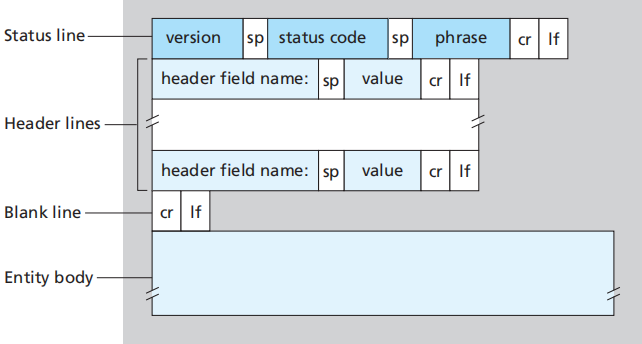 Status line version sp status code sp phrase cr lf
header field name: sp value cr lf
Header lines
header field name: sp value cr lf
Blank line cr lf
Entity body